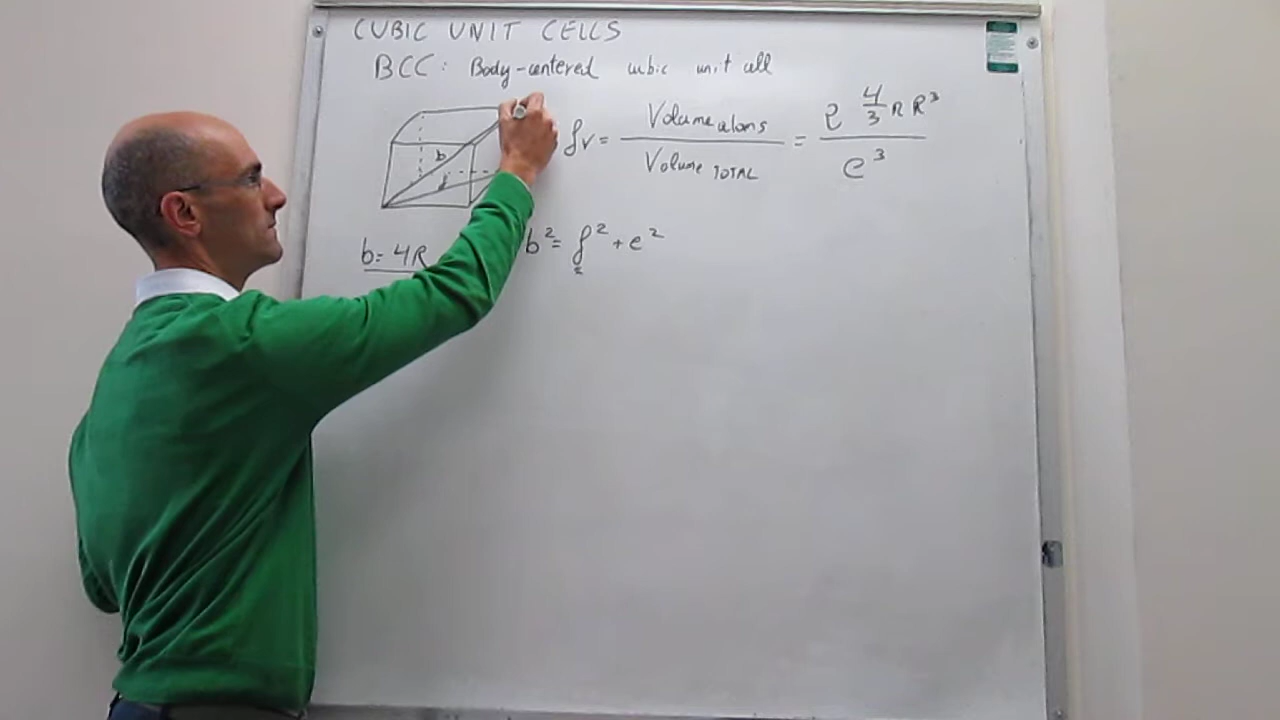 CUBIC UNIT CELLS
BCC: Body-centered cubic unit cell
b
f
fv = Volume atoms / Volume TOTAL = 2 4/3 π R³ / e³
b = 4R
b² = f² + e²